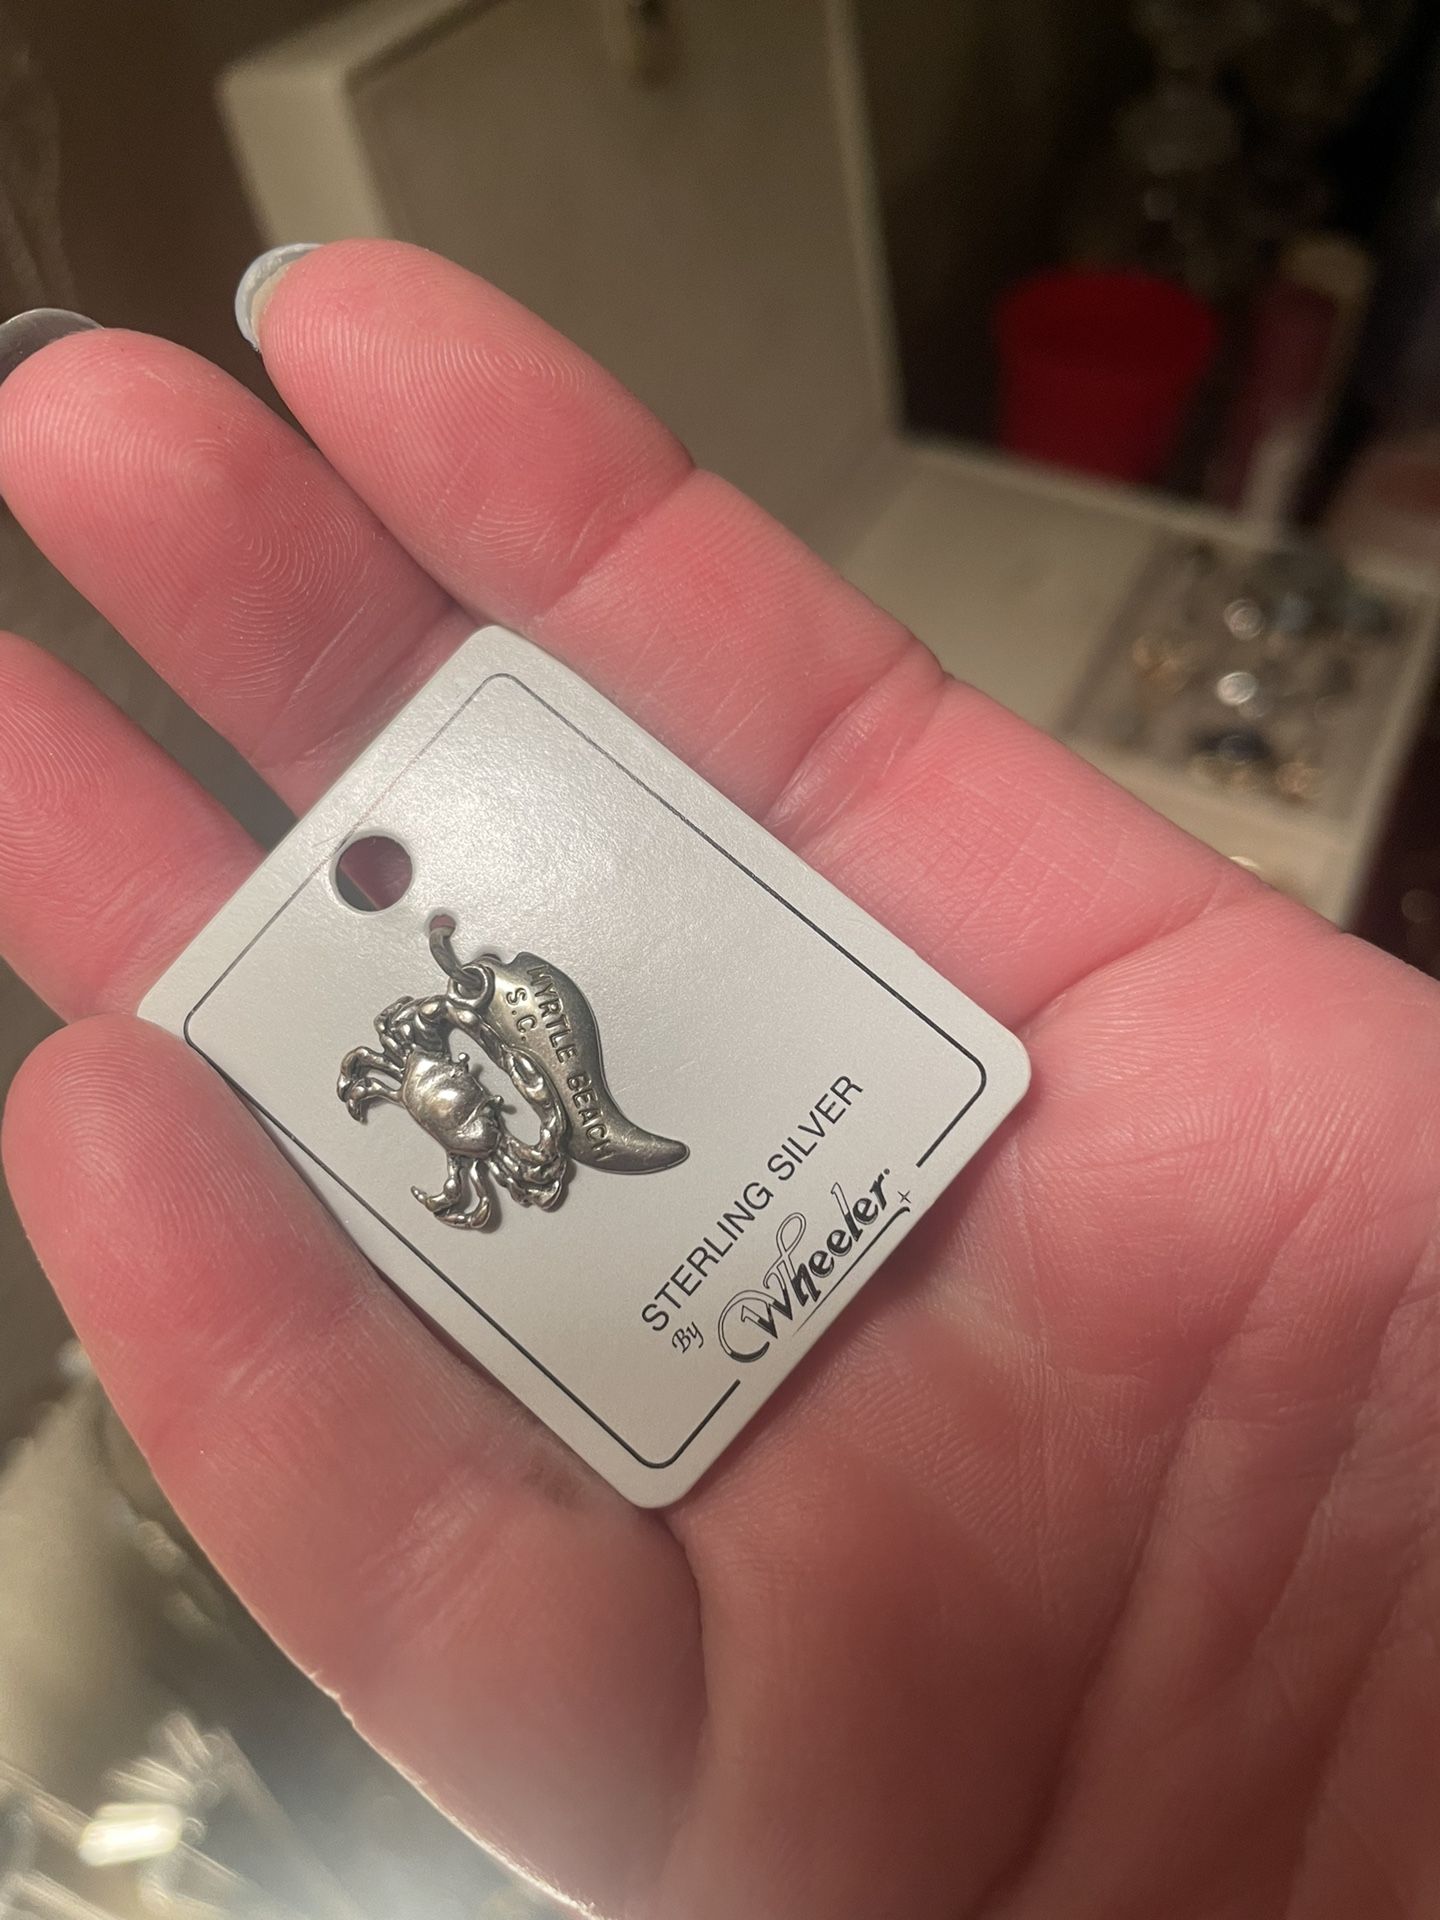 MYRTLE BEACH
S.C.
STERLING SILVER
By Wheeler